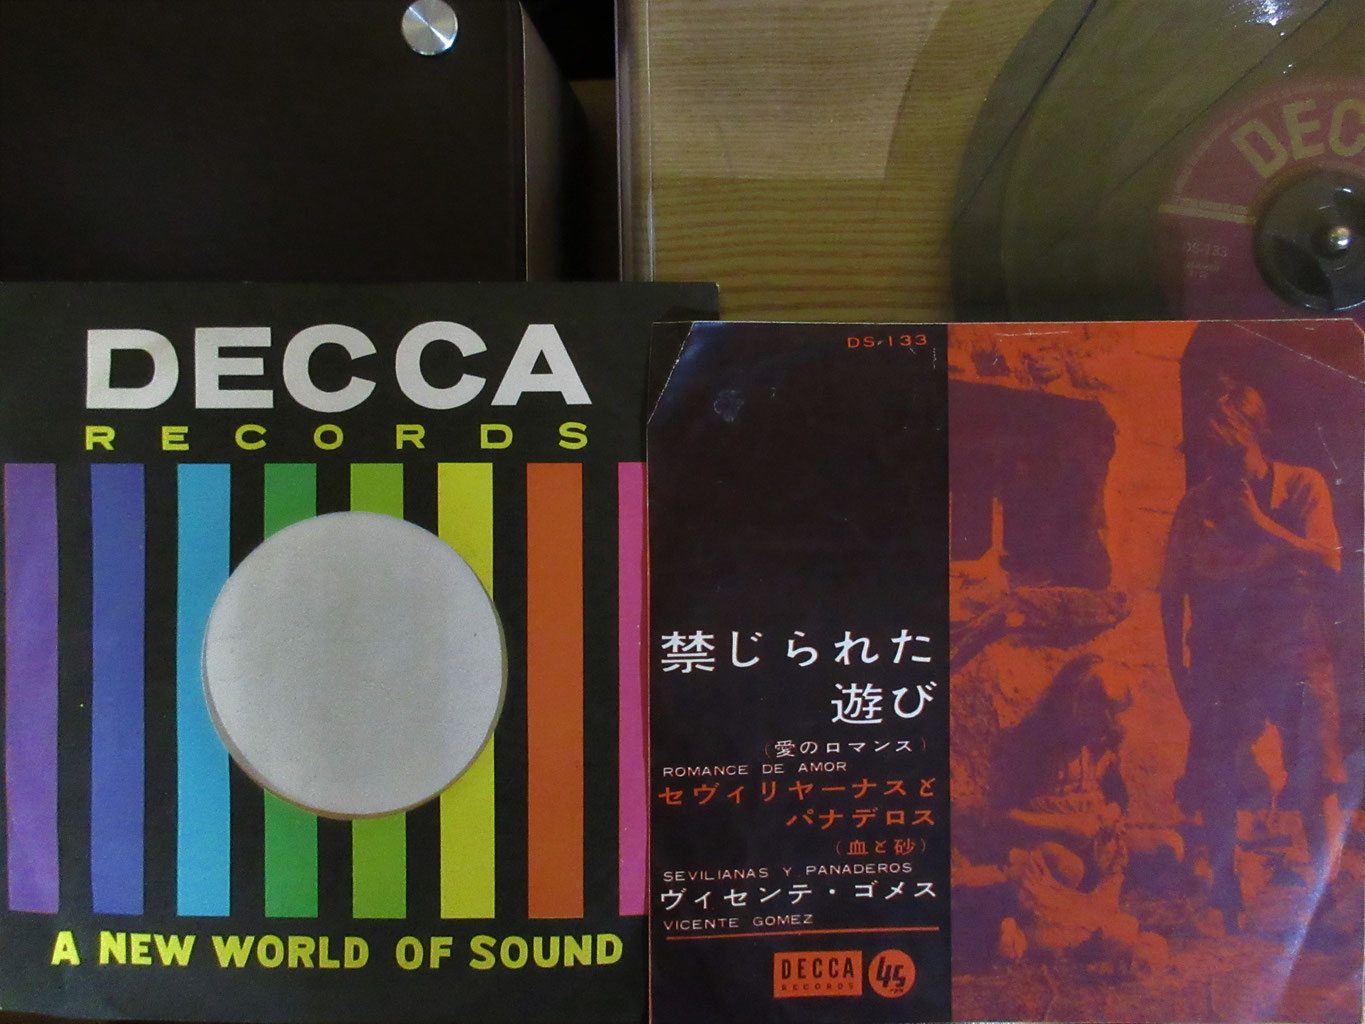 DECCA
RECORDS
A NEW WORLD OF SOUND
DEC
DS-133
DS-133
禁じられた
遊び
(愛のロマンス)
ROMANCE DE AMOR
セヴィリヤーナスと
パナデロス
(血と砂)
SEVILIANAS Y PANADEROS
ヴィセンテ・ゴメス
VICENTE GOMEZ
DECCA
RECORDS
45
RPM